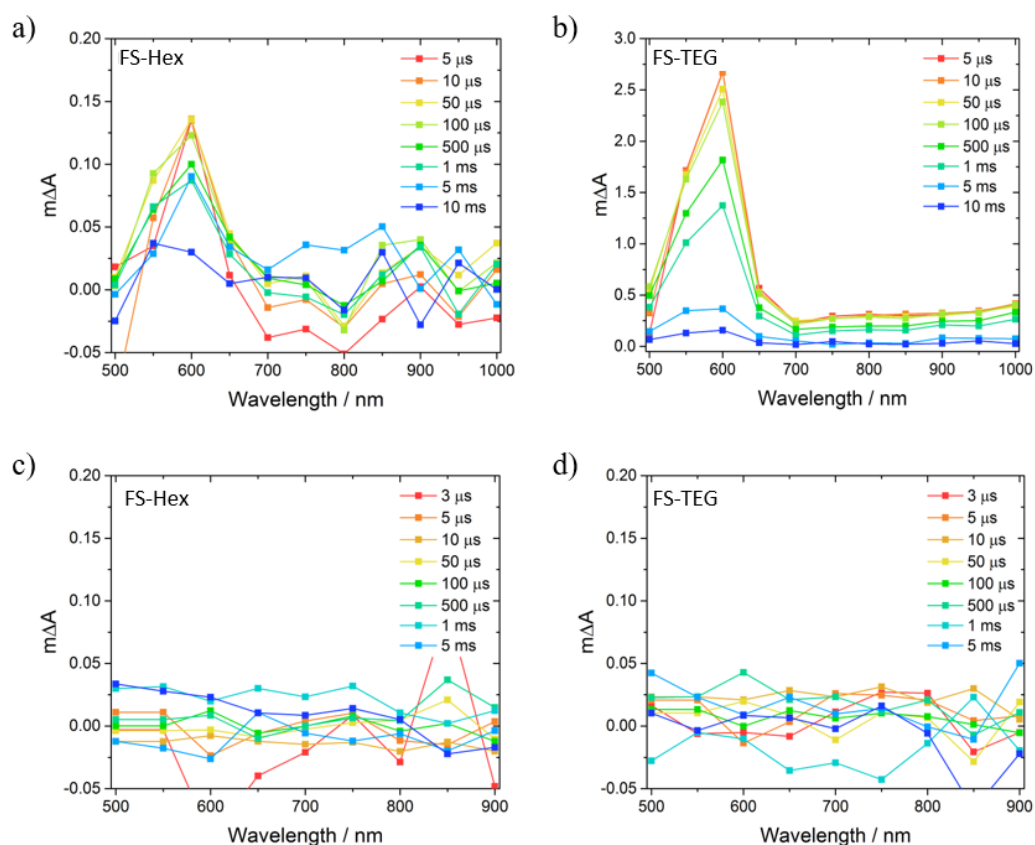 a)
FS-Hex
0.20
0.15
0.10
0.05
0.00
-0.05
mΔA
500 600 700 800 900 1000
Wavelength / nm
5 μs
10 μs
50 μs
100 μs
500 μs
1 ms
5 ms
10 ms
b)
FS-TEG
3.0
2.5
2.0
1.5
1.0
0.5
0.0
mΔA
500 600 700 800 900 1000
Wavelength / nm
5 μs
10 μs
50 μs
100 μs
500 μs
1 ms
5 ms
10 ms
c)
FS-Hex
0.20
0.15
0.10
0.05
0.00
-0.05
mΔA
500 600 700 800 900
Wavelength / nm
3 μs
5 μs
10 μs
50 μs
100 μs
500 μs
1 ms
5 ms
d)
FS-TEG
0.20
0.15
0.10
0.05
0.00
-0.05
mΔA
500 600 700 800 900
Wavelength / nm
3 μs
5 μs
10 μs
50 μs
100 μs
500 μs
1 ms
5 ms